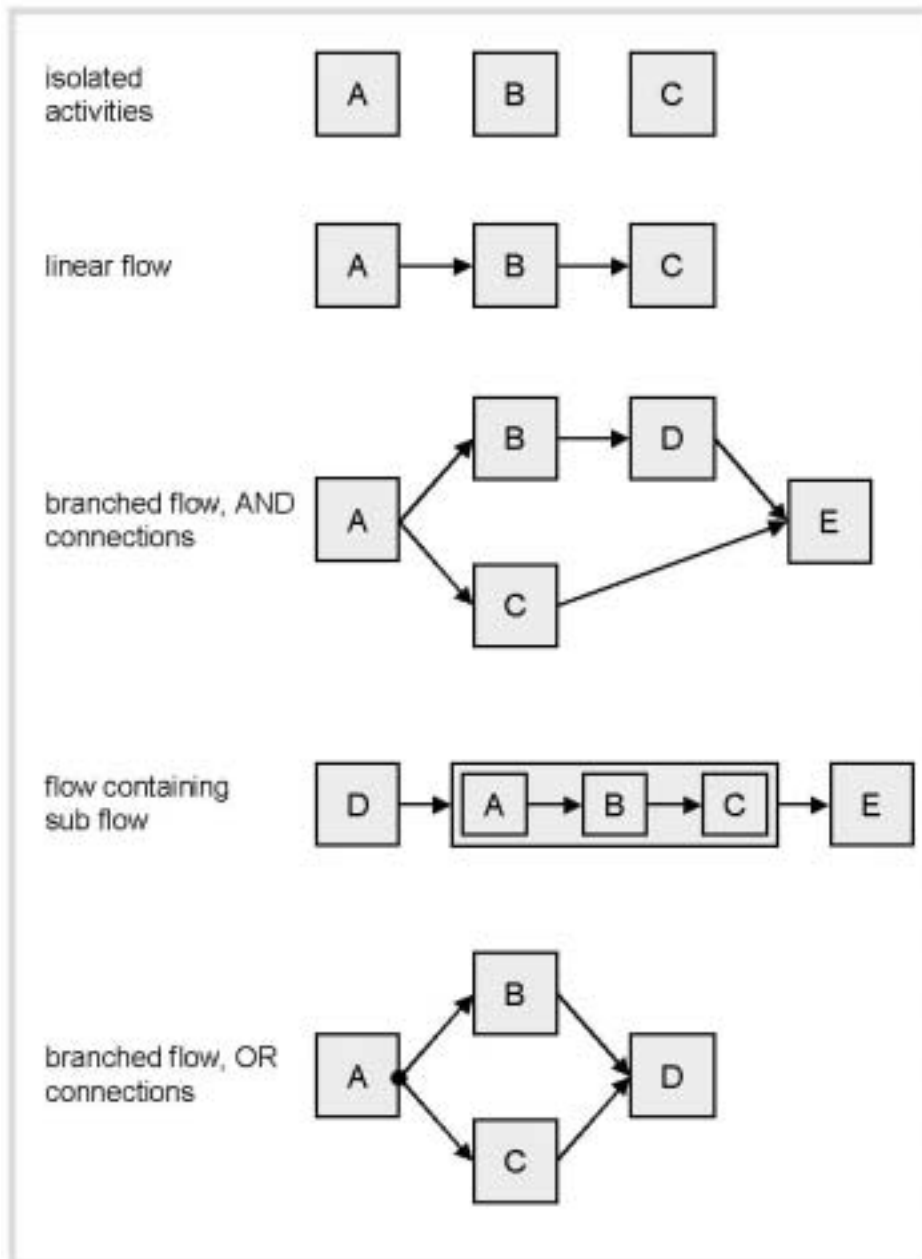 isolated
activities
A B C
linear flow
A B C
B D
branched flow, AND
connections
A
E
C
flow containing
sub flow
D A B C E
B
branched flow, OR
connections
A D
C